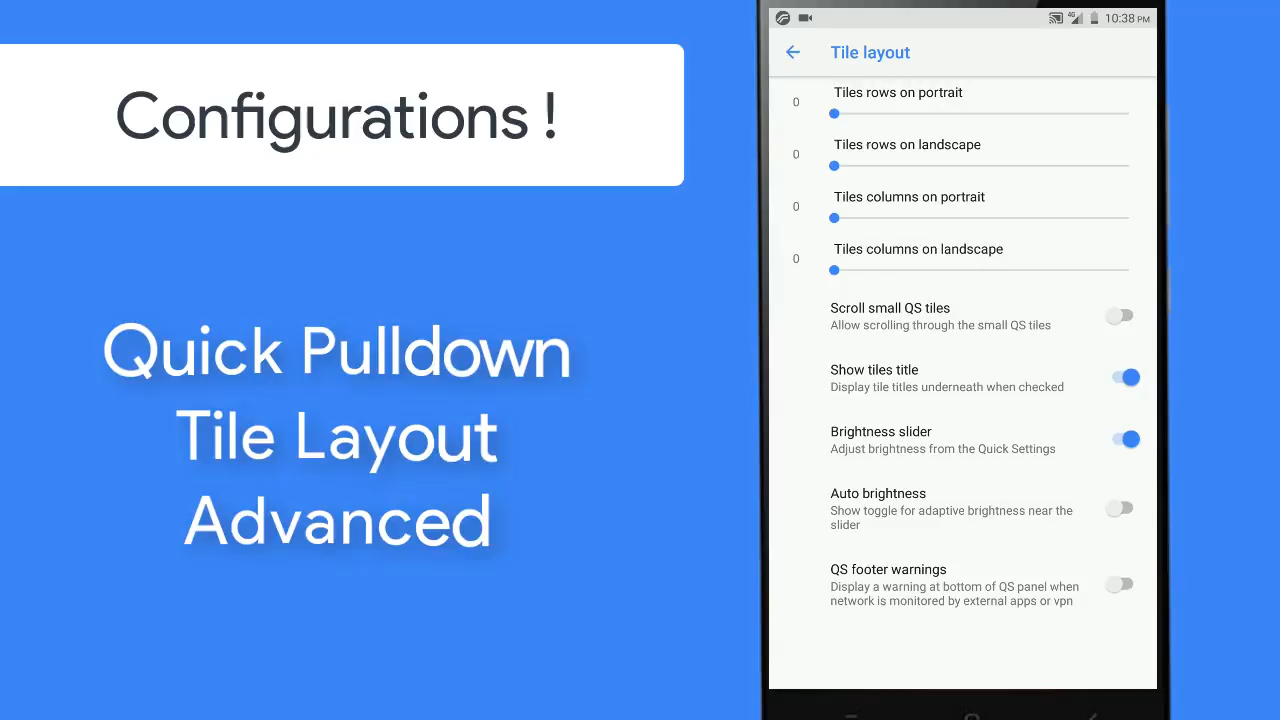 Configurations !
Quick Pulldown
Tile Layout
Advanced
4G
10:38 PM
Tile layout
Tiles rows on portrait
0
Tiles rows on landscape
0
Tiles columns on portrait
0
Tiles columns on landscape
0
Scroll small QS tiles
Allow scrolling through the small QS tiles
Show tiles title
Display tile titles underneath when checked
Brightness slider
Adjust brightness from the Quick Settings
Auto brightness
Show toggle for adaptive brightness near the
slider
QS footer warnings
Display a warning at bottom of QS panel when
network is monitored by external apps or vpn